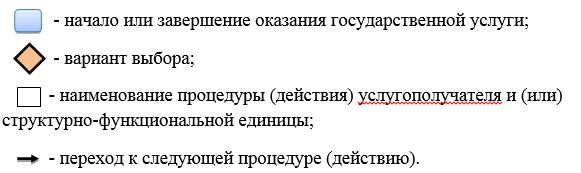 - начало или завершение оказания государственной услуги;
- вариант выбора;
- наименование процедуры (действия) услугополучателя и (или)
структурно-функциональной единицы;
- переход к следующей процедуре (действию).